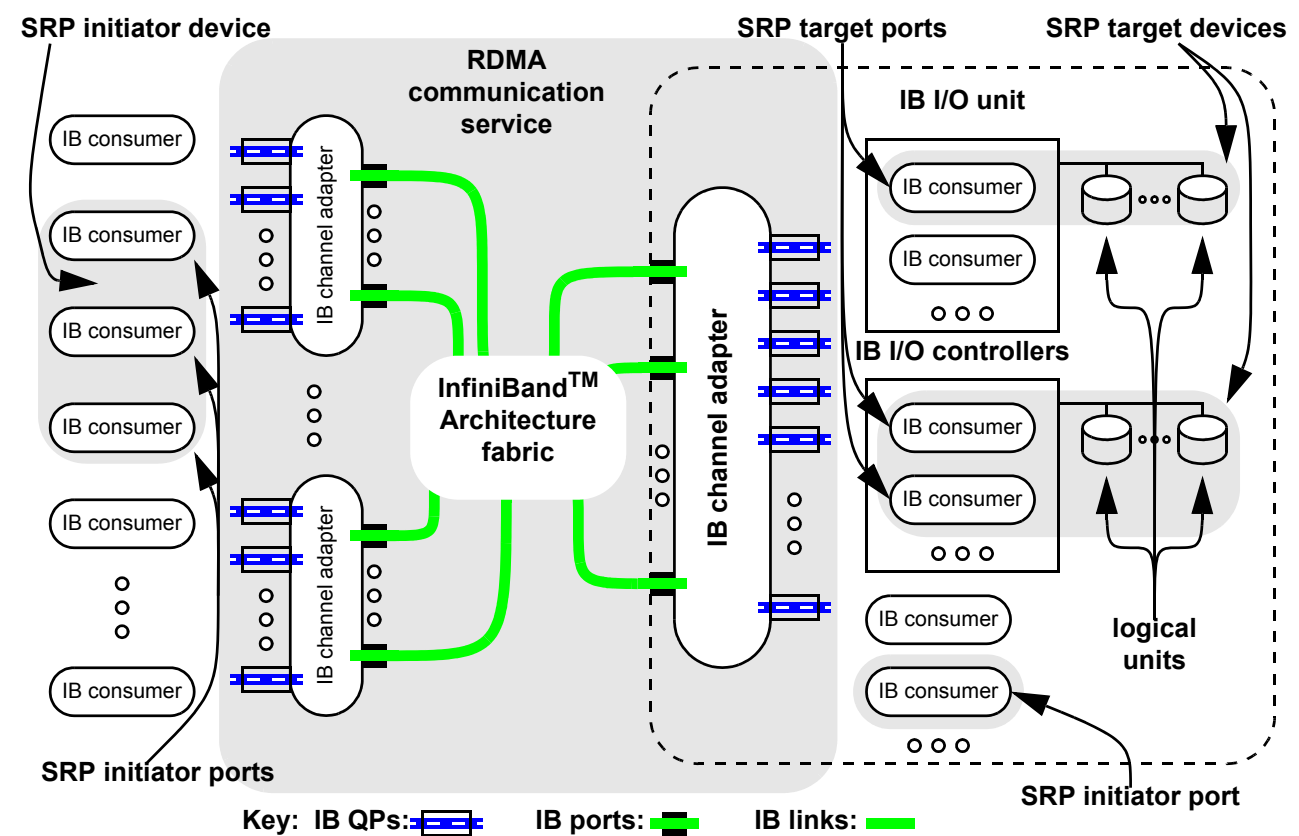 SRP initiator device
SRP target ports
SRP target devices
RDMA
communication
service
IB I/O unit
IB consumer
IB consumer
IB consumer
IB consumer
IB consumer
IB consumer
IB channel adapter
IB channel adapter
InfiniBandTM
Architecture
fabric
IB channel adapter
IB consumer
IB consumer
IB I/O controllers
IB consumer
IB consumer
IB consumer
IB consumer
logical
units
SRP initiator ports
SRP initiator port
Key: IB QPs: IB ports: IB links: